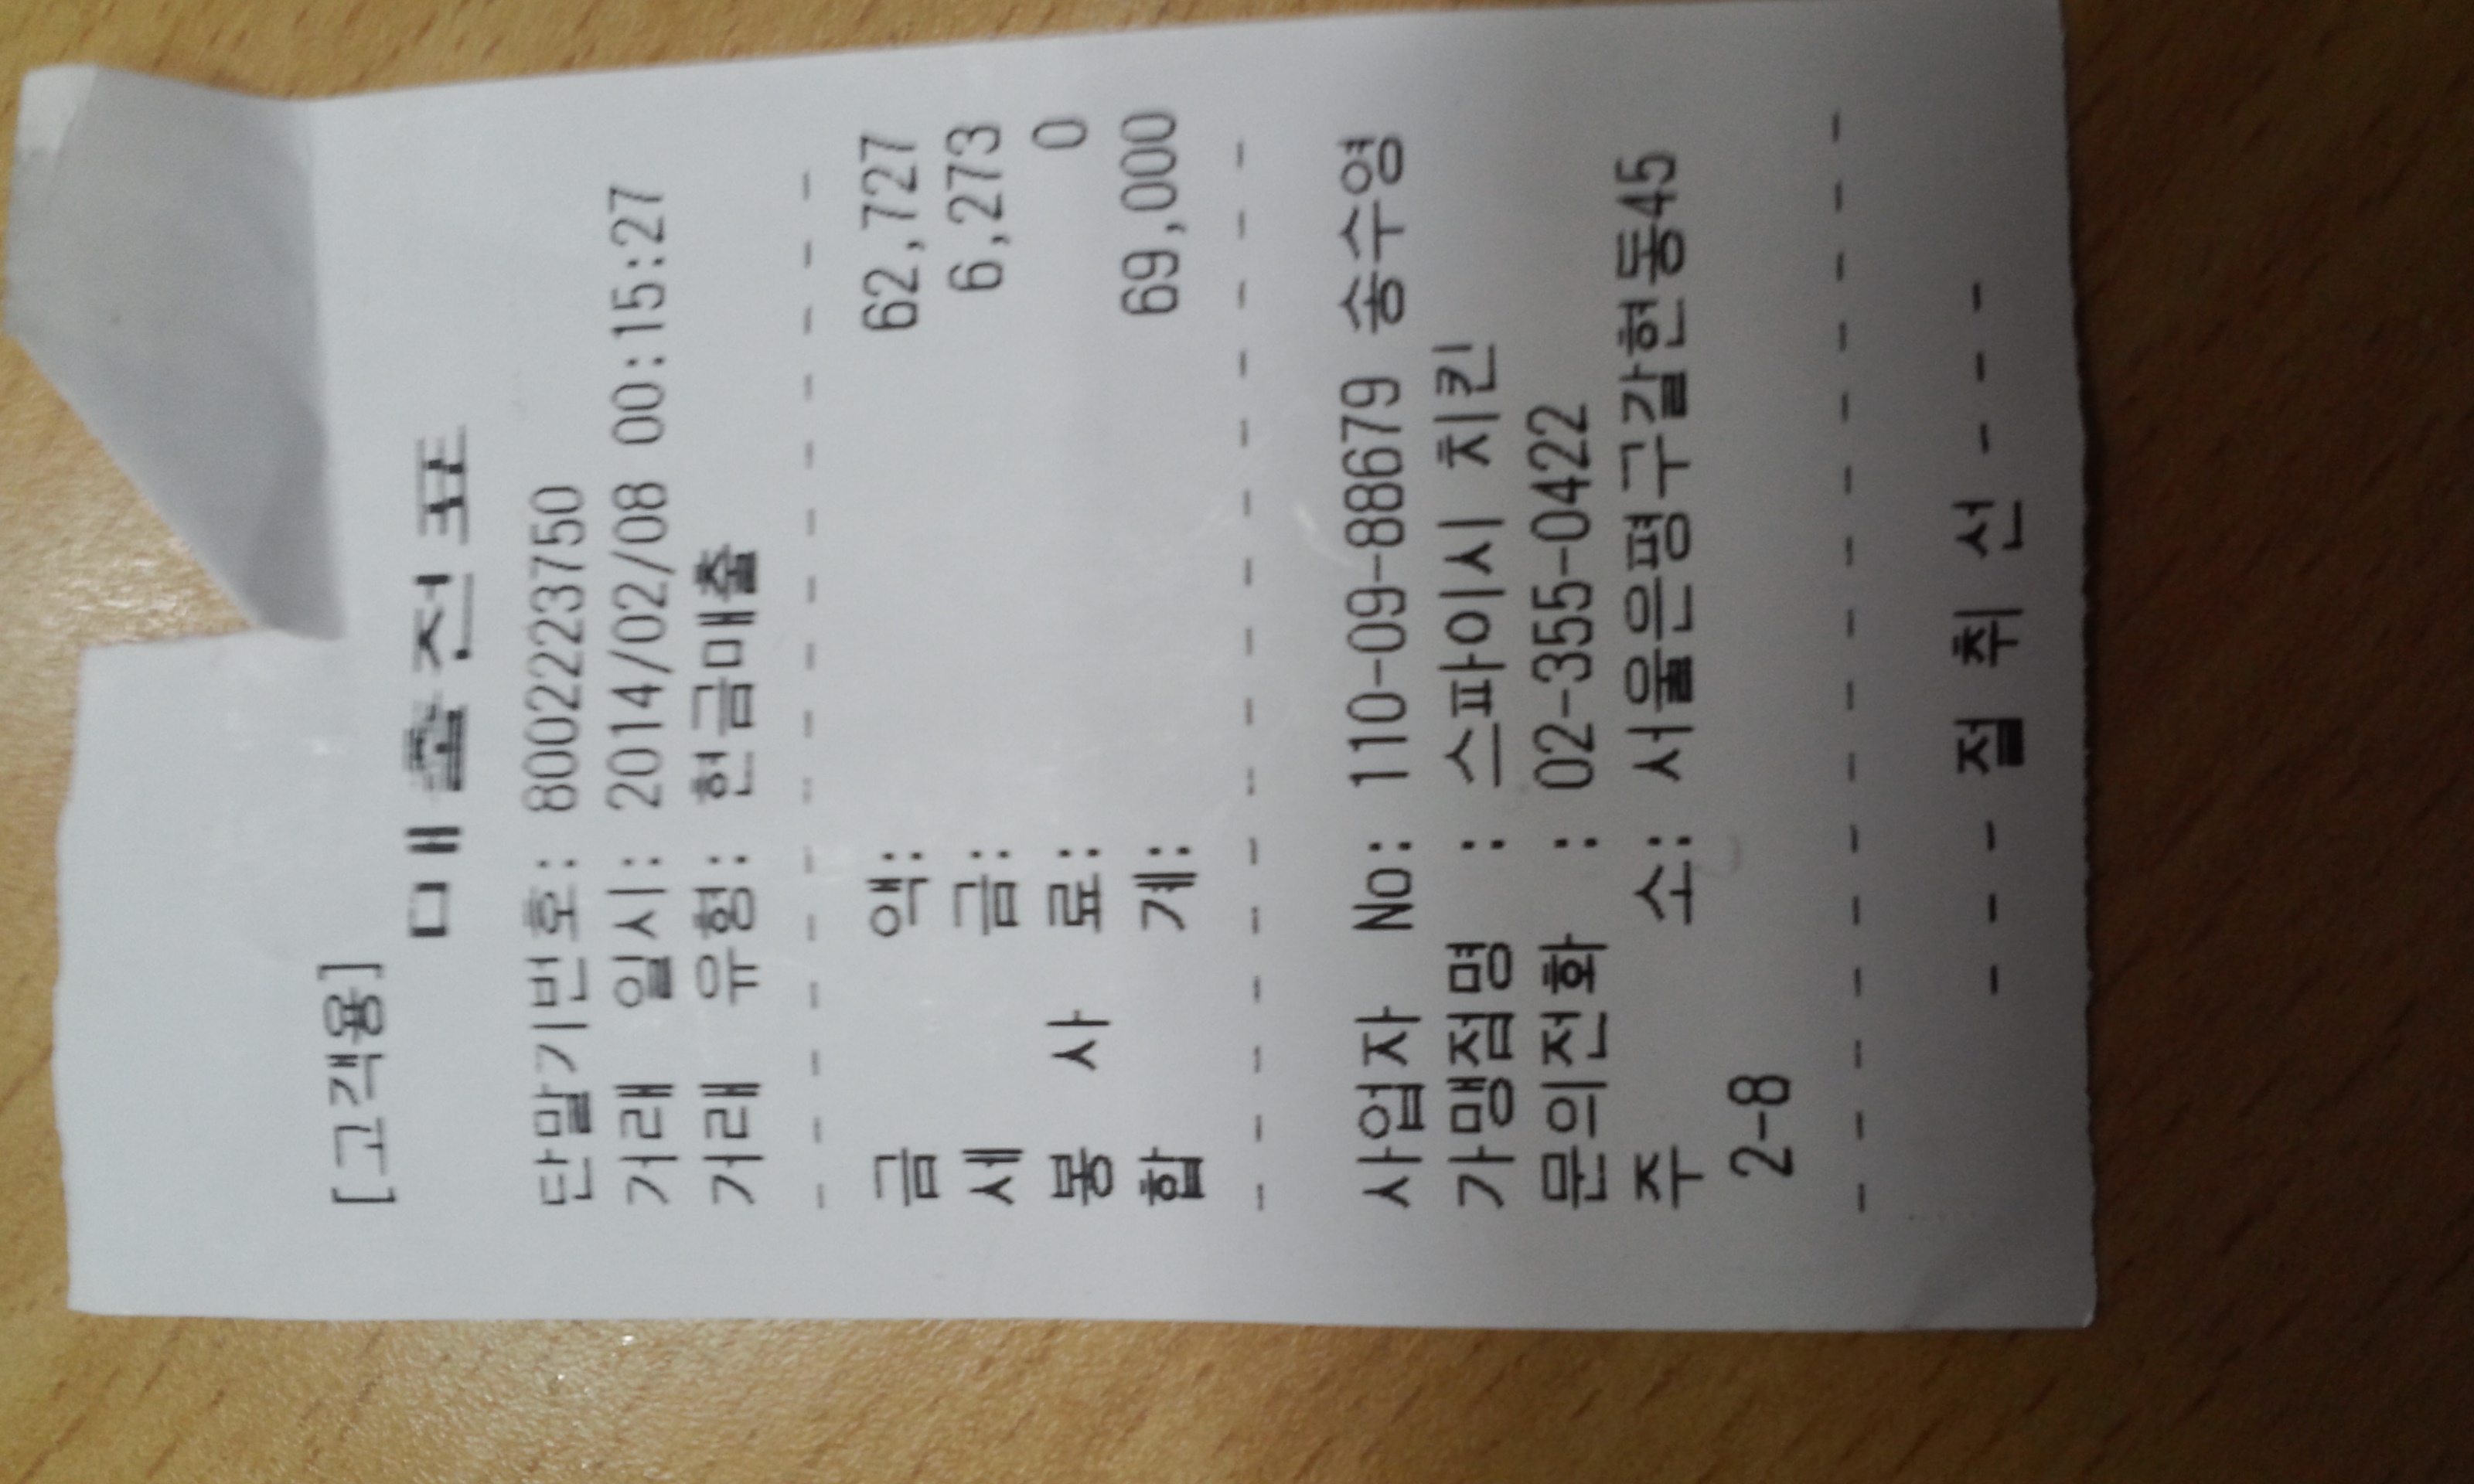 [고객용]
매 출 전 표
단말기번호: 8002223750
거래 일시: 2014/02/08 00:15:27
거래 유형: 현금매출
- - - - - - - - - - - - - - -
금 액: 62,727
세 금: 6,273
봉 사 료: 0
합 계: 69,000
- - - - - - - - - - - - - - -
사업자 No: 110-09-88679 송수영
가맹점명 : 스파이시 치킨
문의전화 : 02-355-0422
주 소: 서울은평구갈현동45
2-8
- - - - - - - - - - - - - - -
- - - 절 취 선 - - -